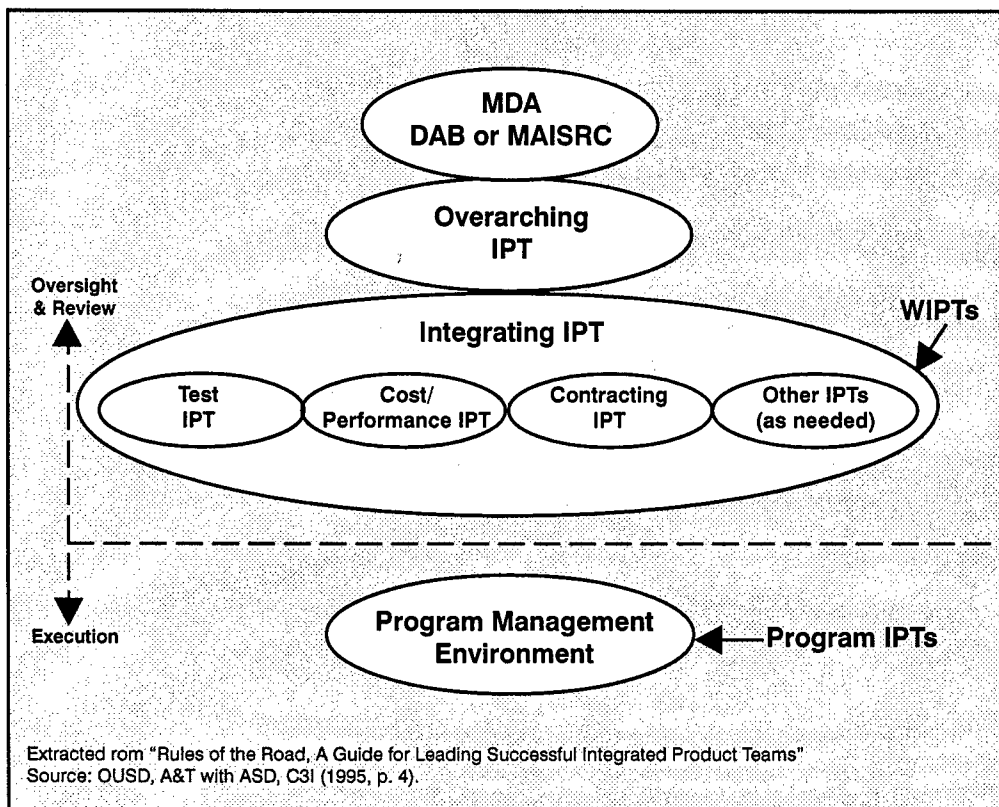 MDA
DAB or MAISRC
Overarching
IPT
Oversight
& Review
Integrating IPT
WIPTs
Test
IPT
Cost/
Performance IPT
Contracting
IPT
Other IPTs
(as needed)
Execution
Program Management
Environment
Program IPTs
Extracted rom “Rules of the Road, A Guide for Leading Successful Integrated Product Teams”
Source: OUSD, A&T with ASD, C3I (1995, p. 4).